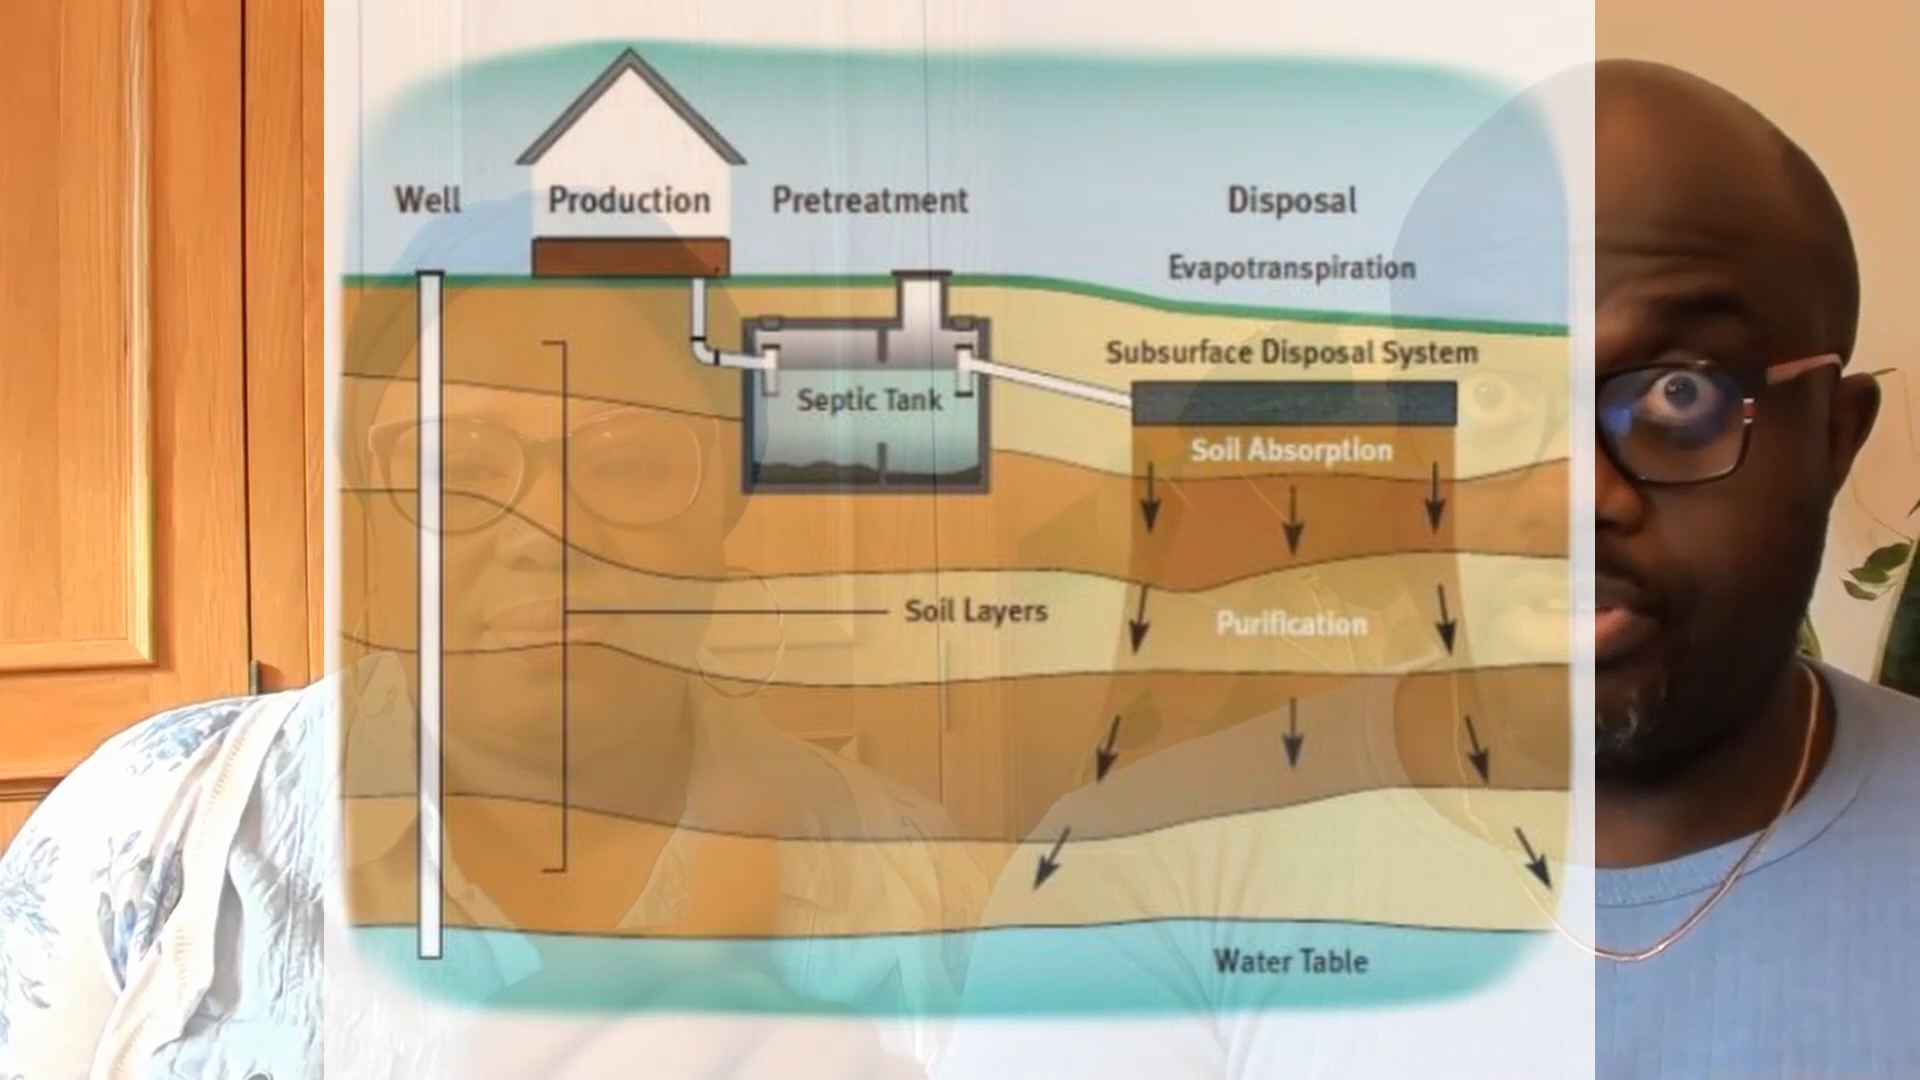 Well
Production
Pretreatment
Disposal
Evapotranspiration
Subsurface Disposal System
Septic Tank
Soil Absorption
Soil Layers
Purification
Water Table